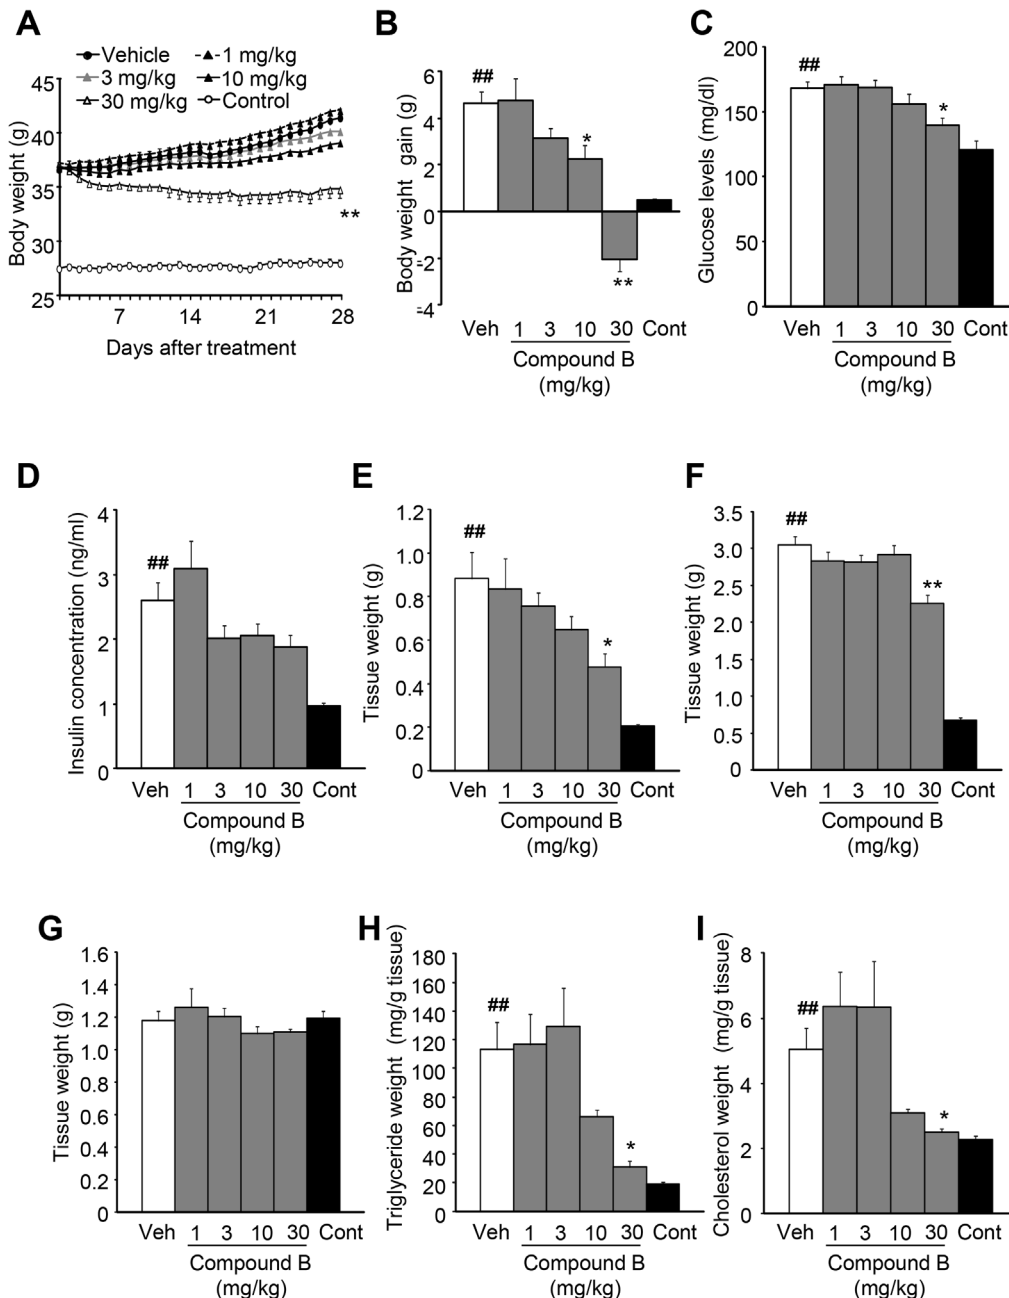 A
Vehicle
1 mg/kg
3 mg/kg
10 mg/kg
30 mg/kg
Control
Body weight (g)
45
40
35
30
25
**
7 14 21 28
Days after treatment
B
Body weight gain (g)
6
4
2
0
-2
-4
##
*
**
Veh 1 3 10 30 Cont
Compound B
(mg/kg)
C
Glucose levels (mg/dl)
200
150
100
50
0
##
*
Veh 1 3 10 30 Cont
Compound B
(mg/kg)
D
Insulin concentration (ng/ml)
4
3
2
1
0
##
Veh 1 3 10 30 Cont
Compound B
(mg/kg)
E
Tissue weight (g)
1.2
1.0
0.8
0.6
0.4
0.2
0
##
*
Veh 1 3 10 30 Cont
Compound B
(mg/kg)
F
Tissue weight (g)
3.5
3.0
2.5
2.0
1.5
1.0
0.5
0
##
**
Veh 1 3 10 30 Cont
Compound B
(mg/kg)
G
Tissue weight (g)
1.6
1.4
1.2
1.0
0.8
0.6
0.4
0.2
0
Veh 1 3 10 30 Cont
Compound B
(mg/kg)
H
Triglyceride weight (mg/g tissue)
180
160
140
120
100
80
60
40
20
0
##
*
Veh 1 3 10 30 Cont
Compound B
(mg/kg)
I
Cholesterol weight (mg/g tissue)
8
6
4
2
0
##
*
Veh 1 3 10 30 Cont
Compound B
(mg/kg)